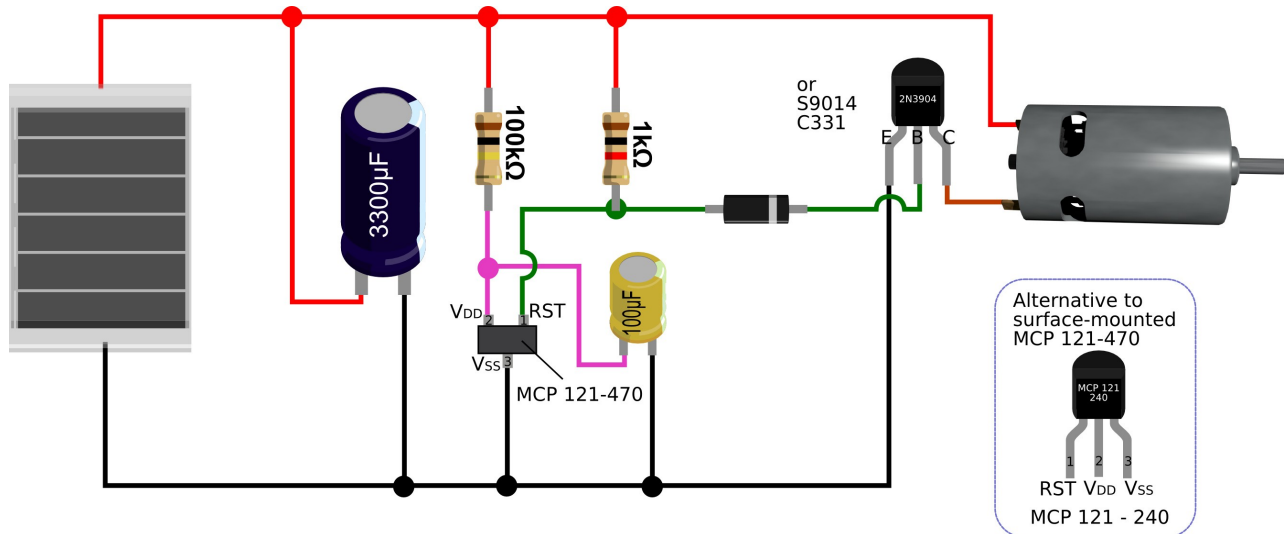 3300µF
100kΩ
1kΩ
or
S9014
C331
2N3904
E B C
100µF
VDD 2 1 RST
VSS 3
MCP 121-470
Alternative to
surface-mounted
MCP 121-470
MCP 121
240
1 2 3
RST VDD VSS
MCP 121 - 240